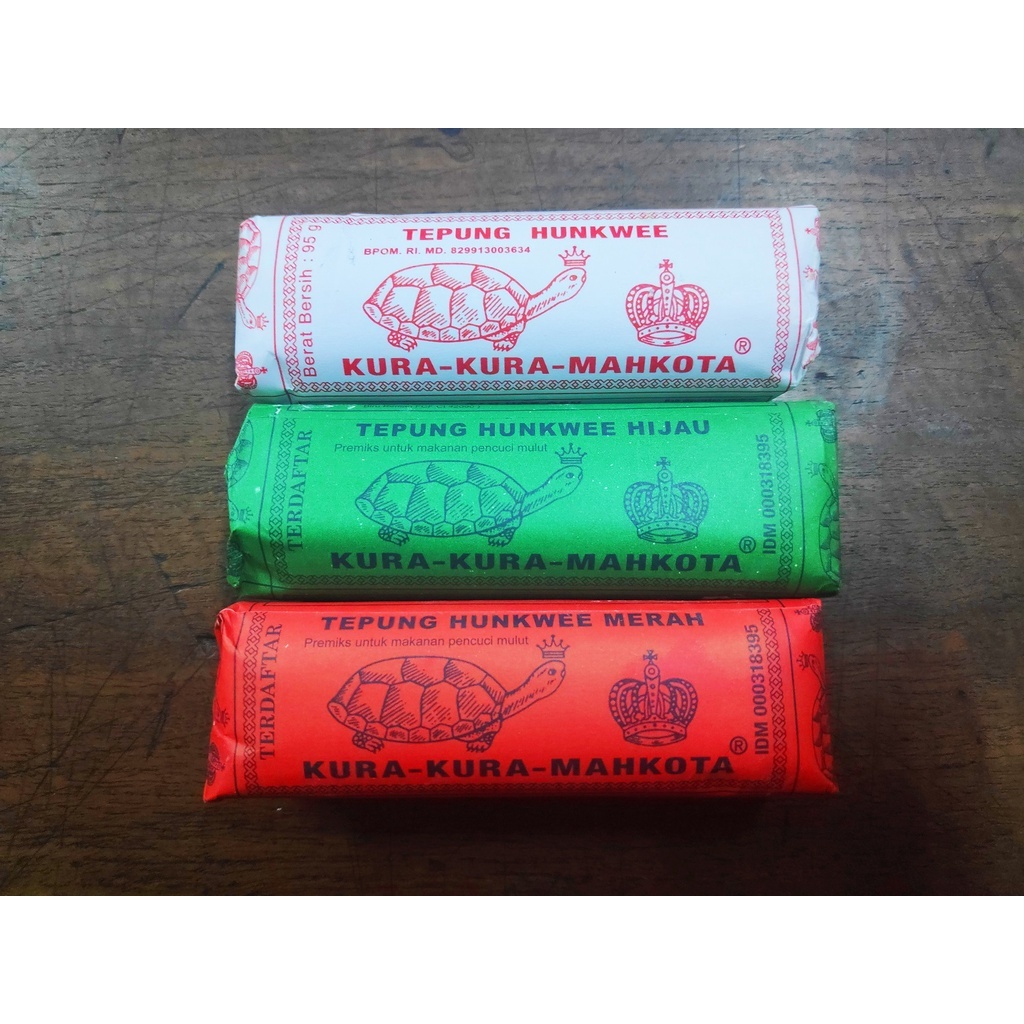 TEPUNG HUNKWEE
BPOM. RI. MD. 829913003634
Berat Bersih : 95 g
KURA-KURA-MAHKOTA ®
TEPUNG HUNKWEE HIJAU
Premiks untuk makanan pencuci mulut
TERDAFTAR
IDM 000318395
KURA-KURA-MAHKOTA ®
TEPUNG HUNKWEE MERAH
Premiks untuk makanan pencuci mulut
TERDAFTAR
IDM 000318395
KURA-KURA-MAHKOTA ®